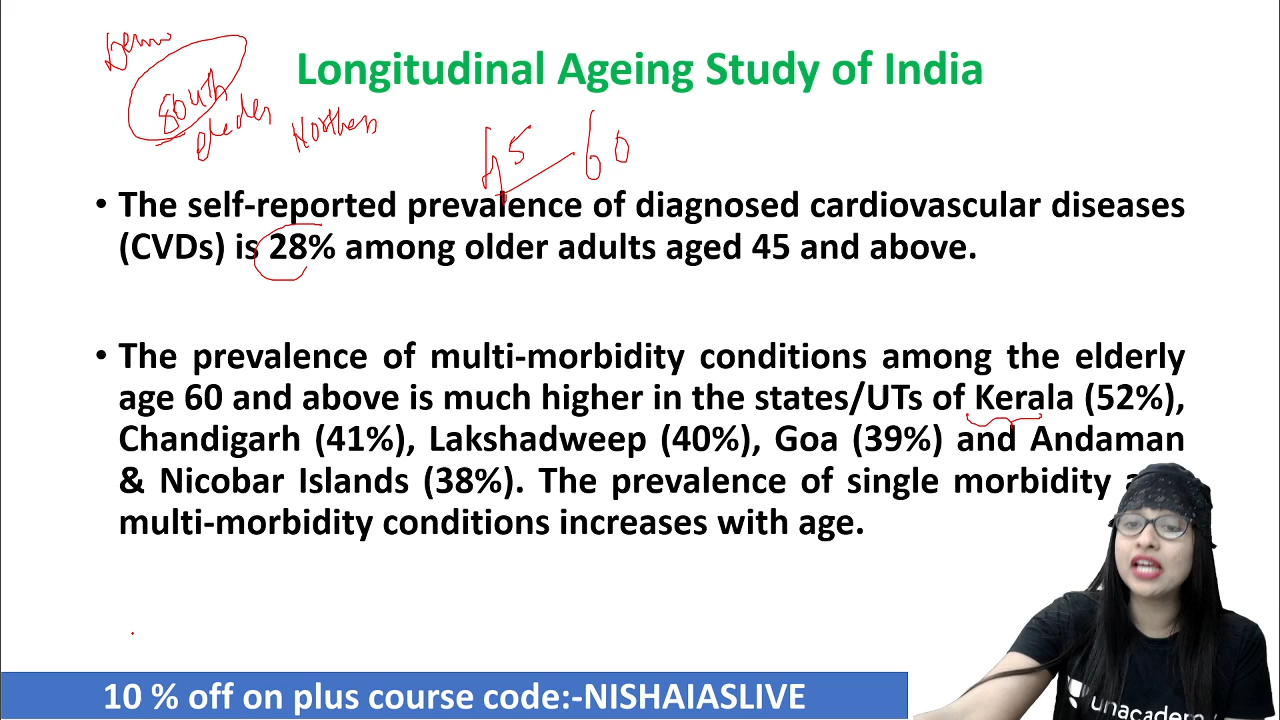 Demo
South
elder
Northern
Longitudinal Ageing Study of India
45 60
• The self-reported prevalence of diagnosed cardiovascular diseases
(CVDs) is 28% among older adults aged 45 and above.
• The prevalence of multi-morbidity conditions among the elderly
age 60 and above is much higher in the states/UTs of Kerala (52%),
Chandigarh (41%), Lakshadweep (40%), Goa (39%) and Andaman
& Nicobar Islands (38%). The prevalence of single morbidity
multi-morbidity conditions increases with age.
10 % off on plus course code:-NISHAIASLIVE
unacade